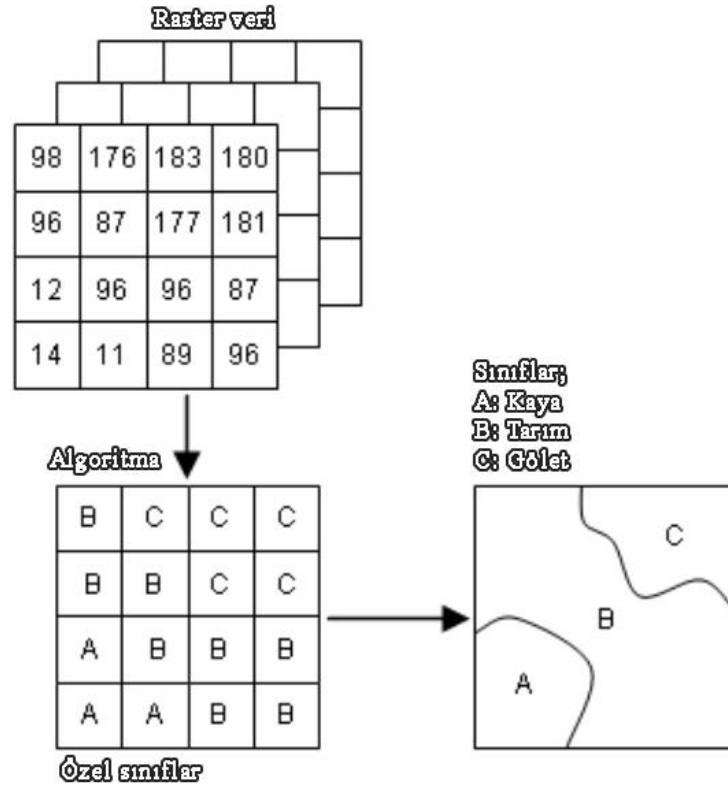 Raster veri
98 176 183 180
96 87 177 181
12 96 96 87
14 11 89 96
Algoritma
B C C C
B B C C
A B B B
A A B B
Özel sınıflar
Sınıflar;
A: Kaya
B: Tarım
C: Gölet
C
B
A